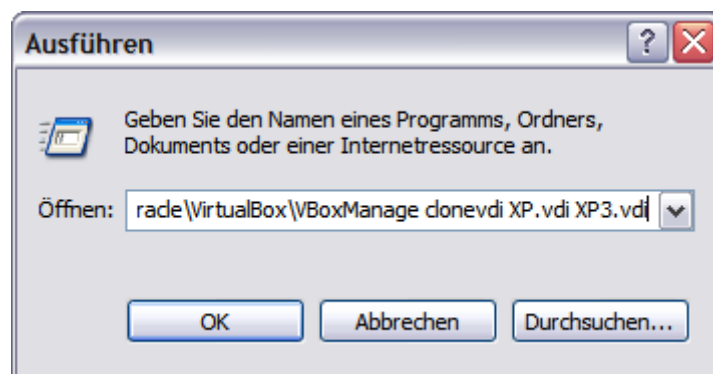 Ausführen
Geben Sie den Namen eines Programms, Ordners,
Dokuments oder einer Internetressource an.
Öffnen: racle\VirtualBox\VBoxManage clonevdi XP.vdi XP3.vdi
OK Abbrechen Durchsuchen...